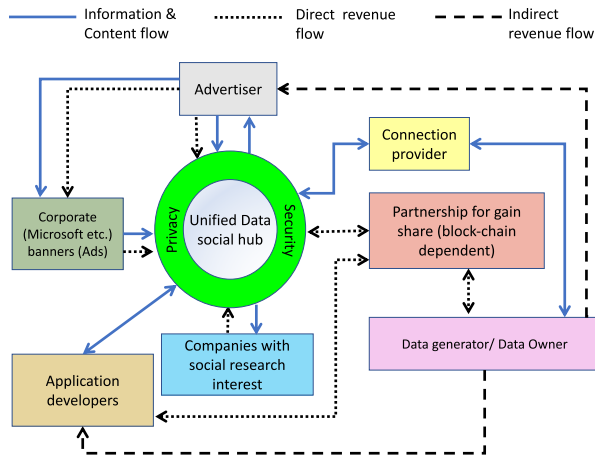 Information &
Content flow
Direct revenue
flow
Indirect
revenue flow
Advertiser
Connection
provider
Corporate
(Microsoft etc.)
banners (Ads)
Privacy
Unified Data
social hub
Security
Partnership for gain
share (block-chain
dependent)
Companies with
social research
interest
Data generator/ Data Owner
Application
developers